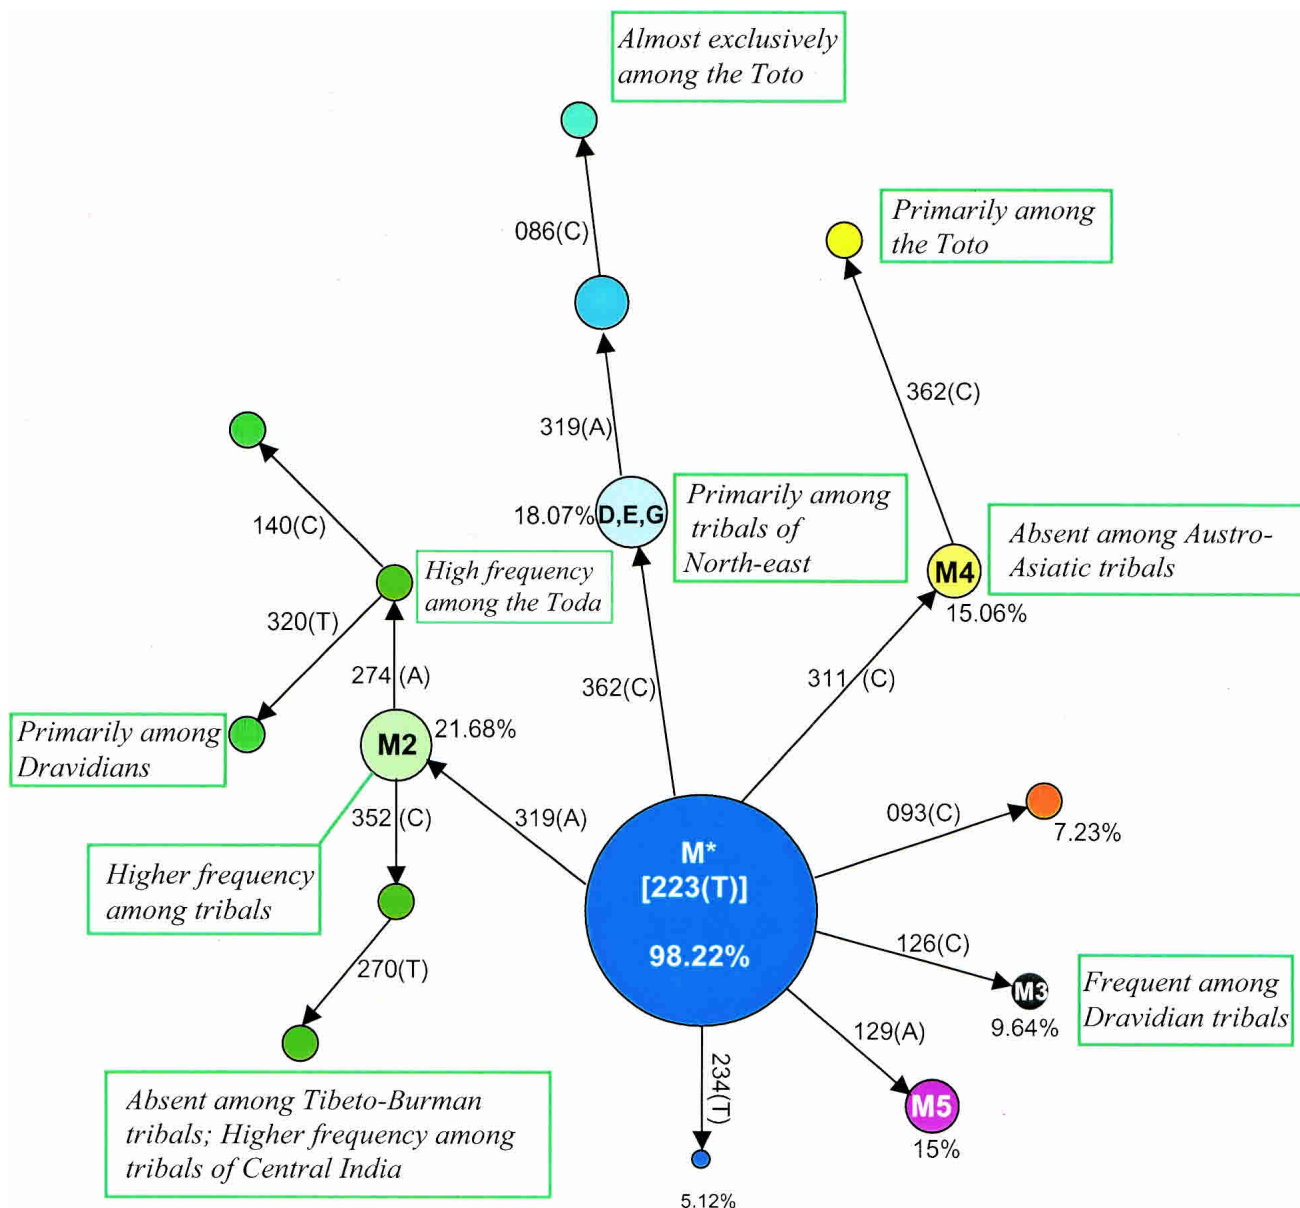 Almost exclusively
among the Toto
086(C)
Primarily among
the Toto
362(C)
319(A)
18.07%
D,E,G
Primarily among
tribals of
North-east
Absent among Austro-
Asiatic tribals
M4
15.06%
140(C)
High frequency
among the Toda
320(T)
274 (A)
362(C)
311 (C)
Primarily among
Dravidians
M2
21.68%
352 (C)
319(A)
Higher frequency
among tribals
270(T)
M*
[223(T)]
98.22%
093(C)
7.23%
126(C)
M3
9.64%
Frequent among
Dravidian tribals
129(A)
M5
15%
234(T)
5.12%
Absent among Tibeto-Burman
tribals; Higher frequency among
tribals of Central India